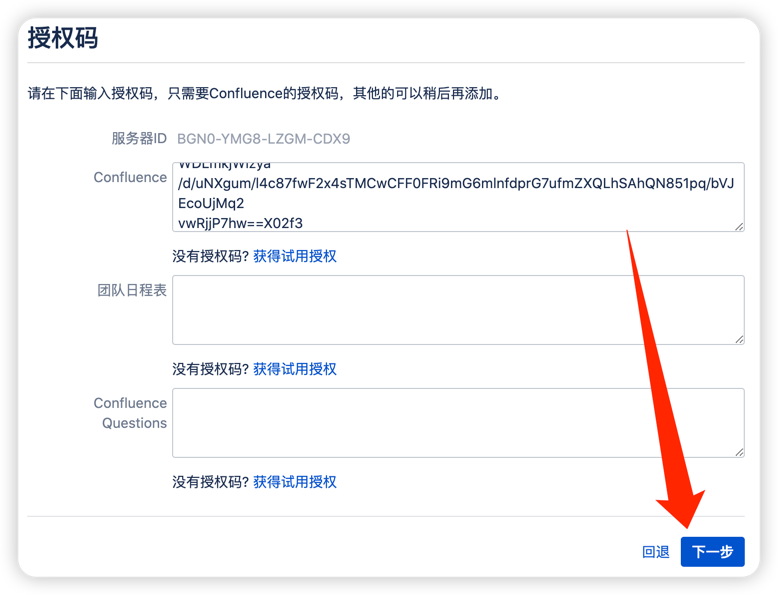 授权码
请在下面输入授权码，只需要Confluence的授权码，其他的可以稍后再添加。
服务器ID BGN0-YMG8-LZGM-CDX9
Confluence
/d/uNXgum/l4c87fwF2x4sTMCwCFF0FRi9mG6mlnfdprG7ufmZXQLhSAhQN851pq/bVJ
EcoUjMq2
vwRjjP7hw==X02f3
没有授权码? 获得试用授权
团队日程表
没有授权码? 获得试用授权
Confluence
Questions
没有授权码? 获得试用授权
回退 下一步